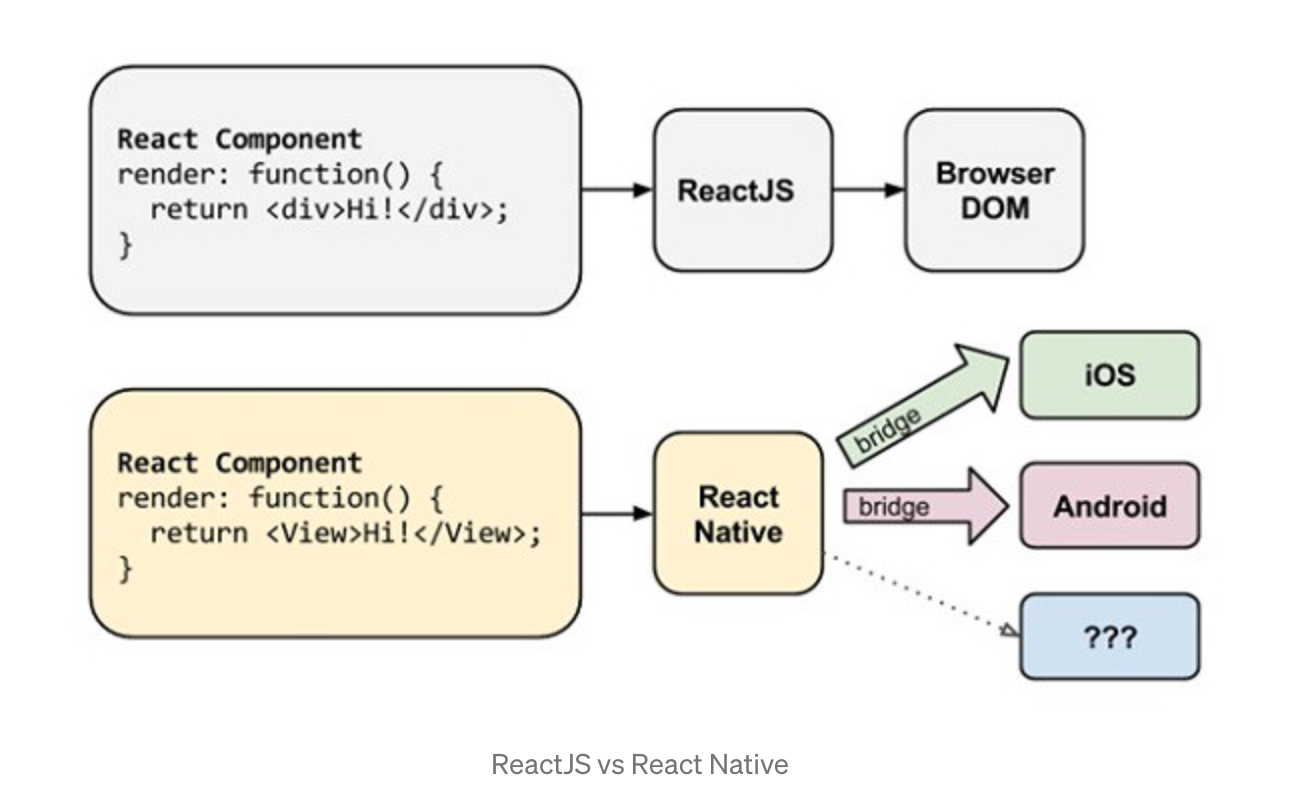 React Component
render: function() {
  return <div>Hi!</div>;
}
ReactJS
Browser
DOM
React Component
render: function() {
  return <View>Hi!</View>;
}
React
Native
bridge
iOS
bridge
Android
???
ReactJS vs React Native